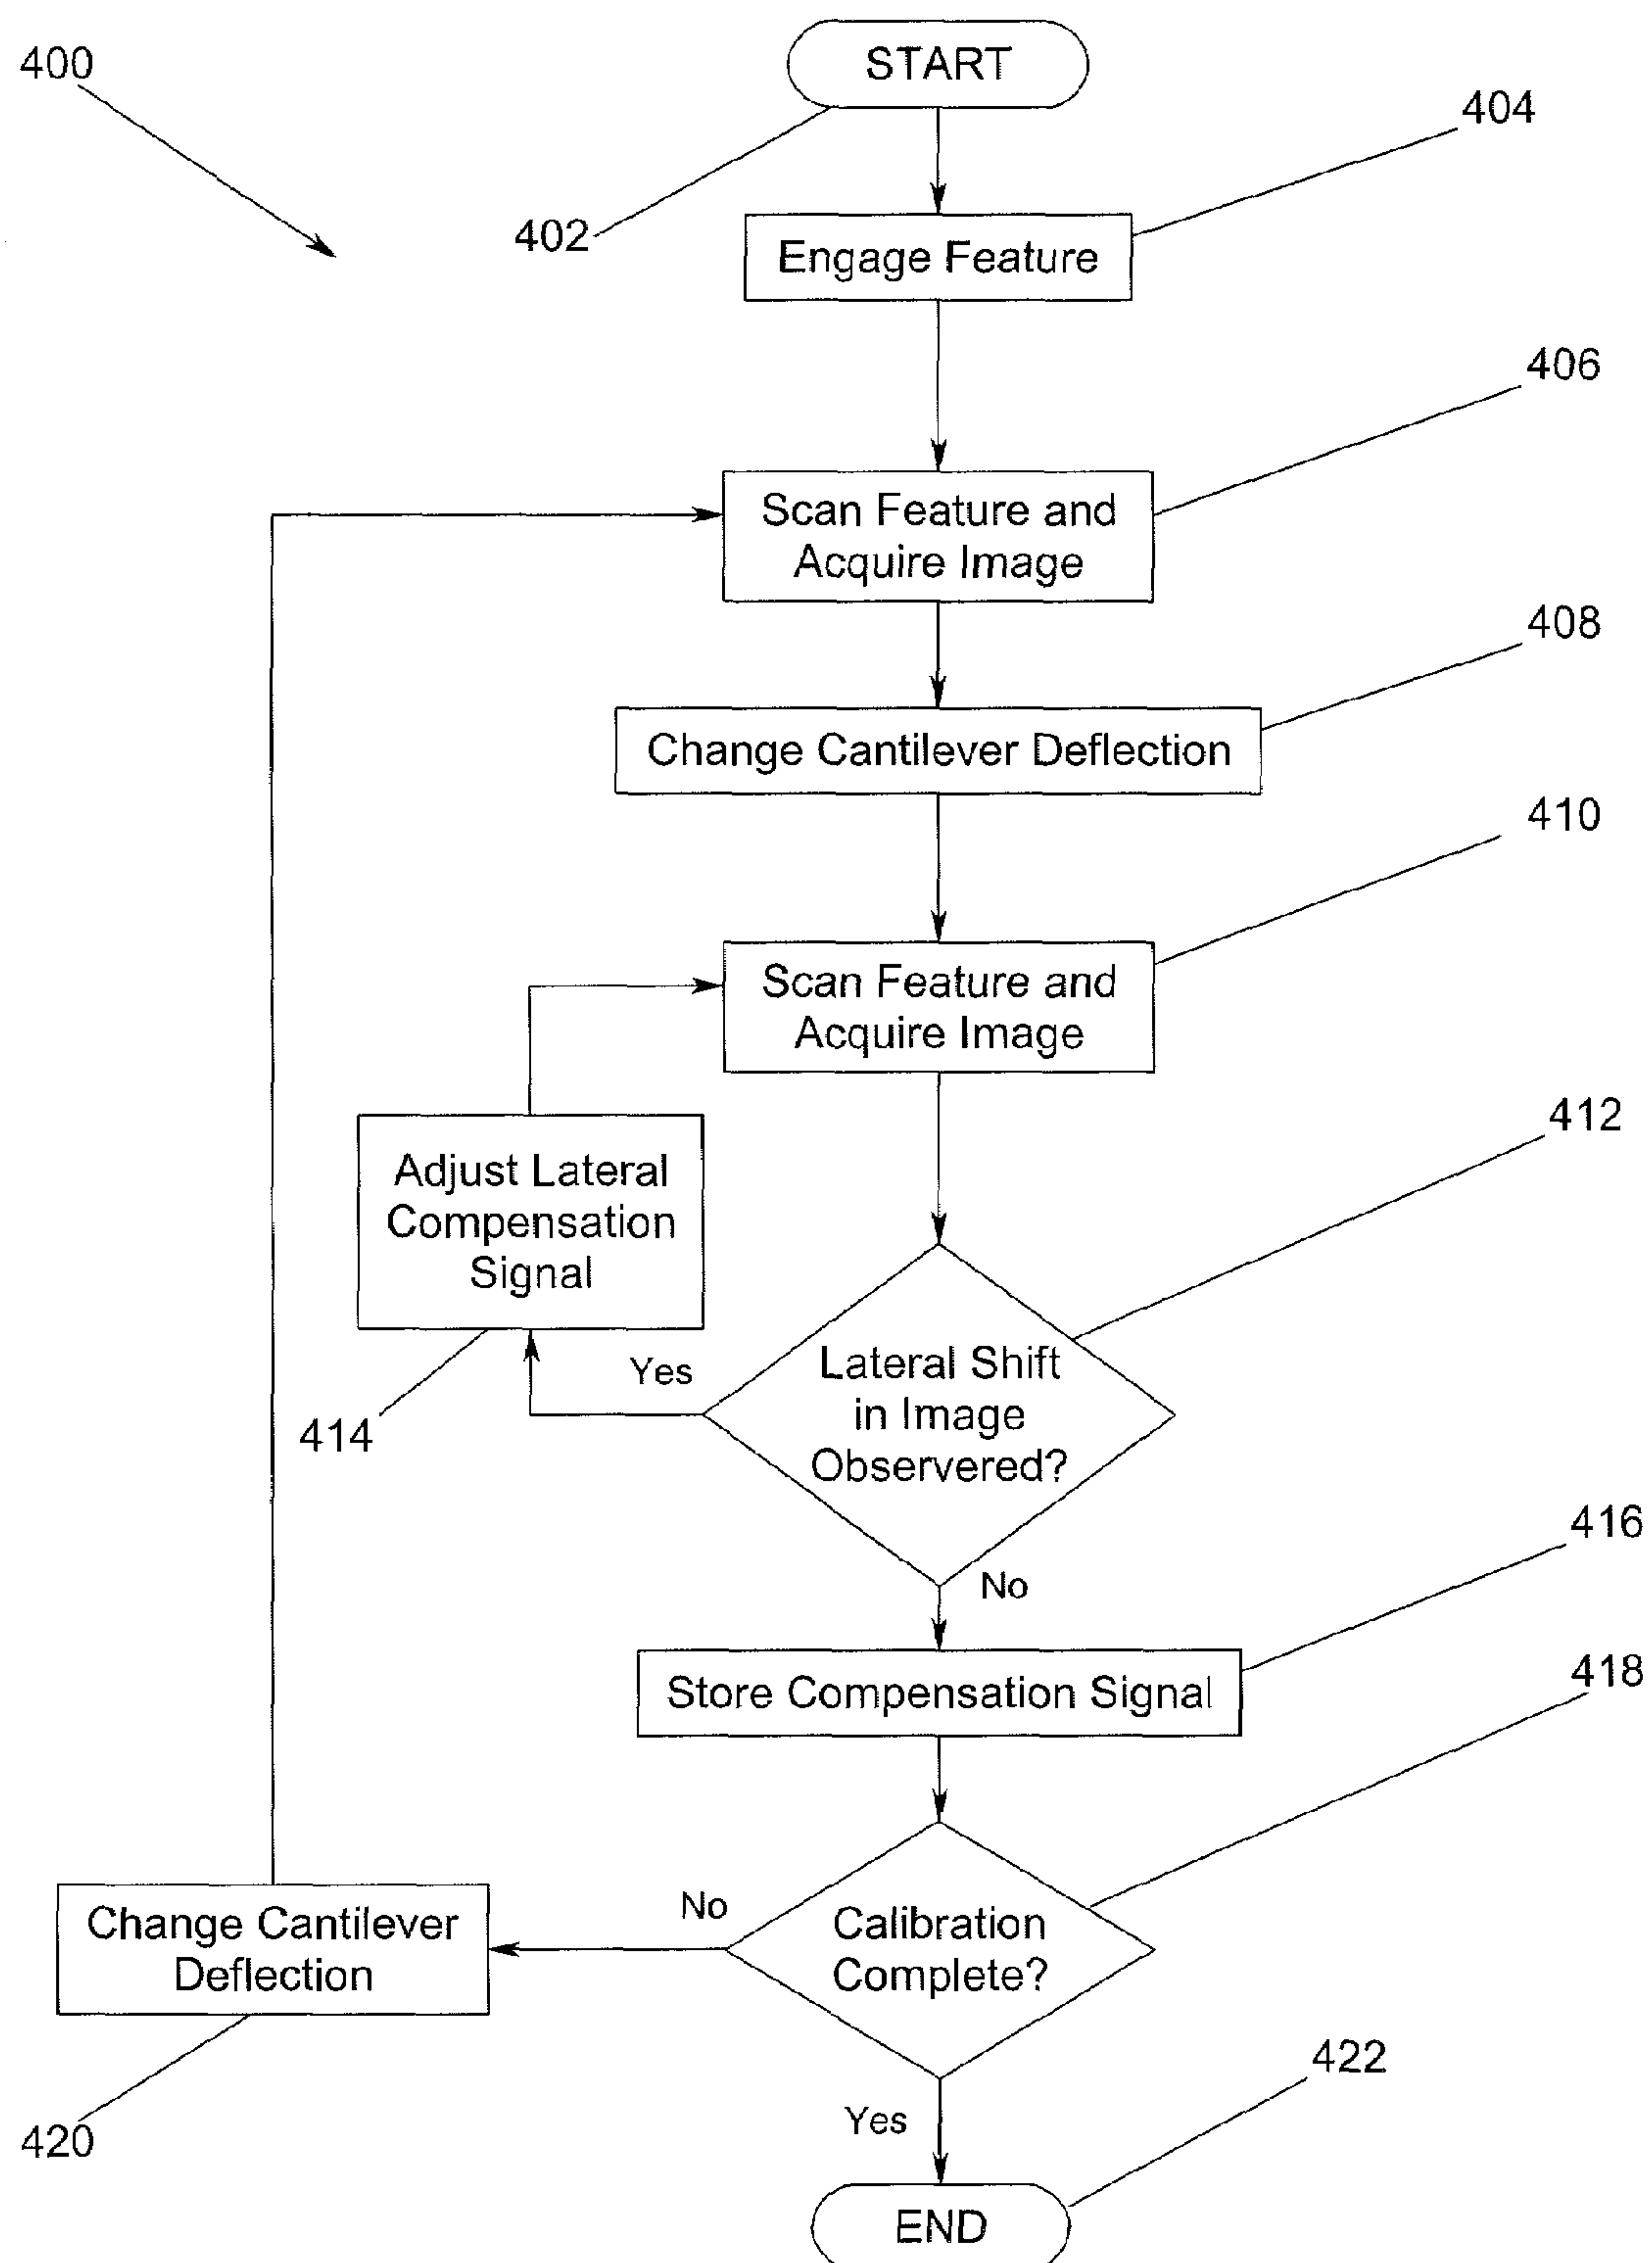 400
START
404
402
Engage Feature
406
Scan Feature and
Acquire Image
408
Change Cantilever Deflection
410
Scan Feature and
Acquire Image
412
Adjust Lateral
Compensation
Signal
Lateral Shift
in Image
Observered?
Yes
414
416
No
Store Compensation Signal
418
No
Change Cantilever
Deflection
Calibration
Complete?
422
420
Yes
END